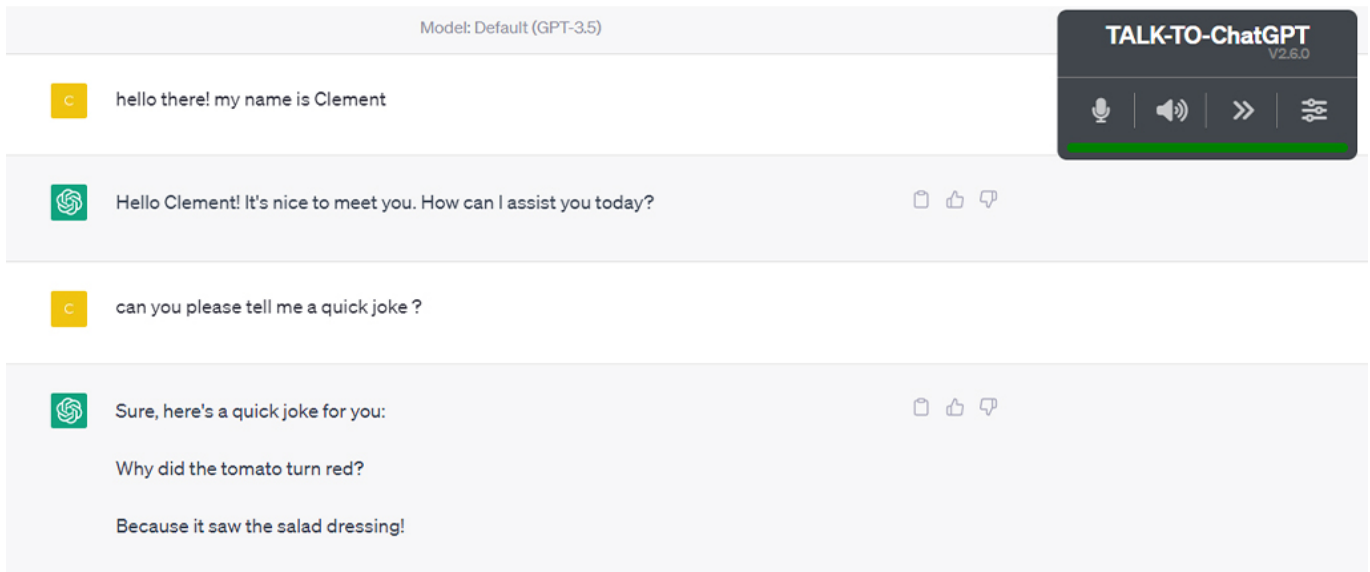 Model: Default (GPT-3.5)
TALK-TO-ChatGPT
V2.6.0
C
hello there! my name is Clement
Hello Clement! It's nice to meet you. How can I assist you today?
C
can you please tell me a quick joke ?
Sure, here's a quick joke for you:
Why did the tomato turn red?
Because it saw the salad dressing!